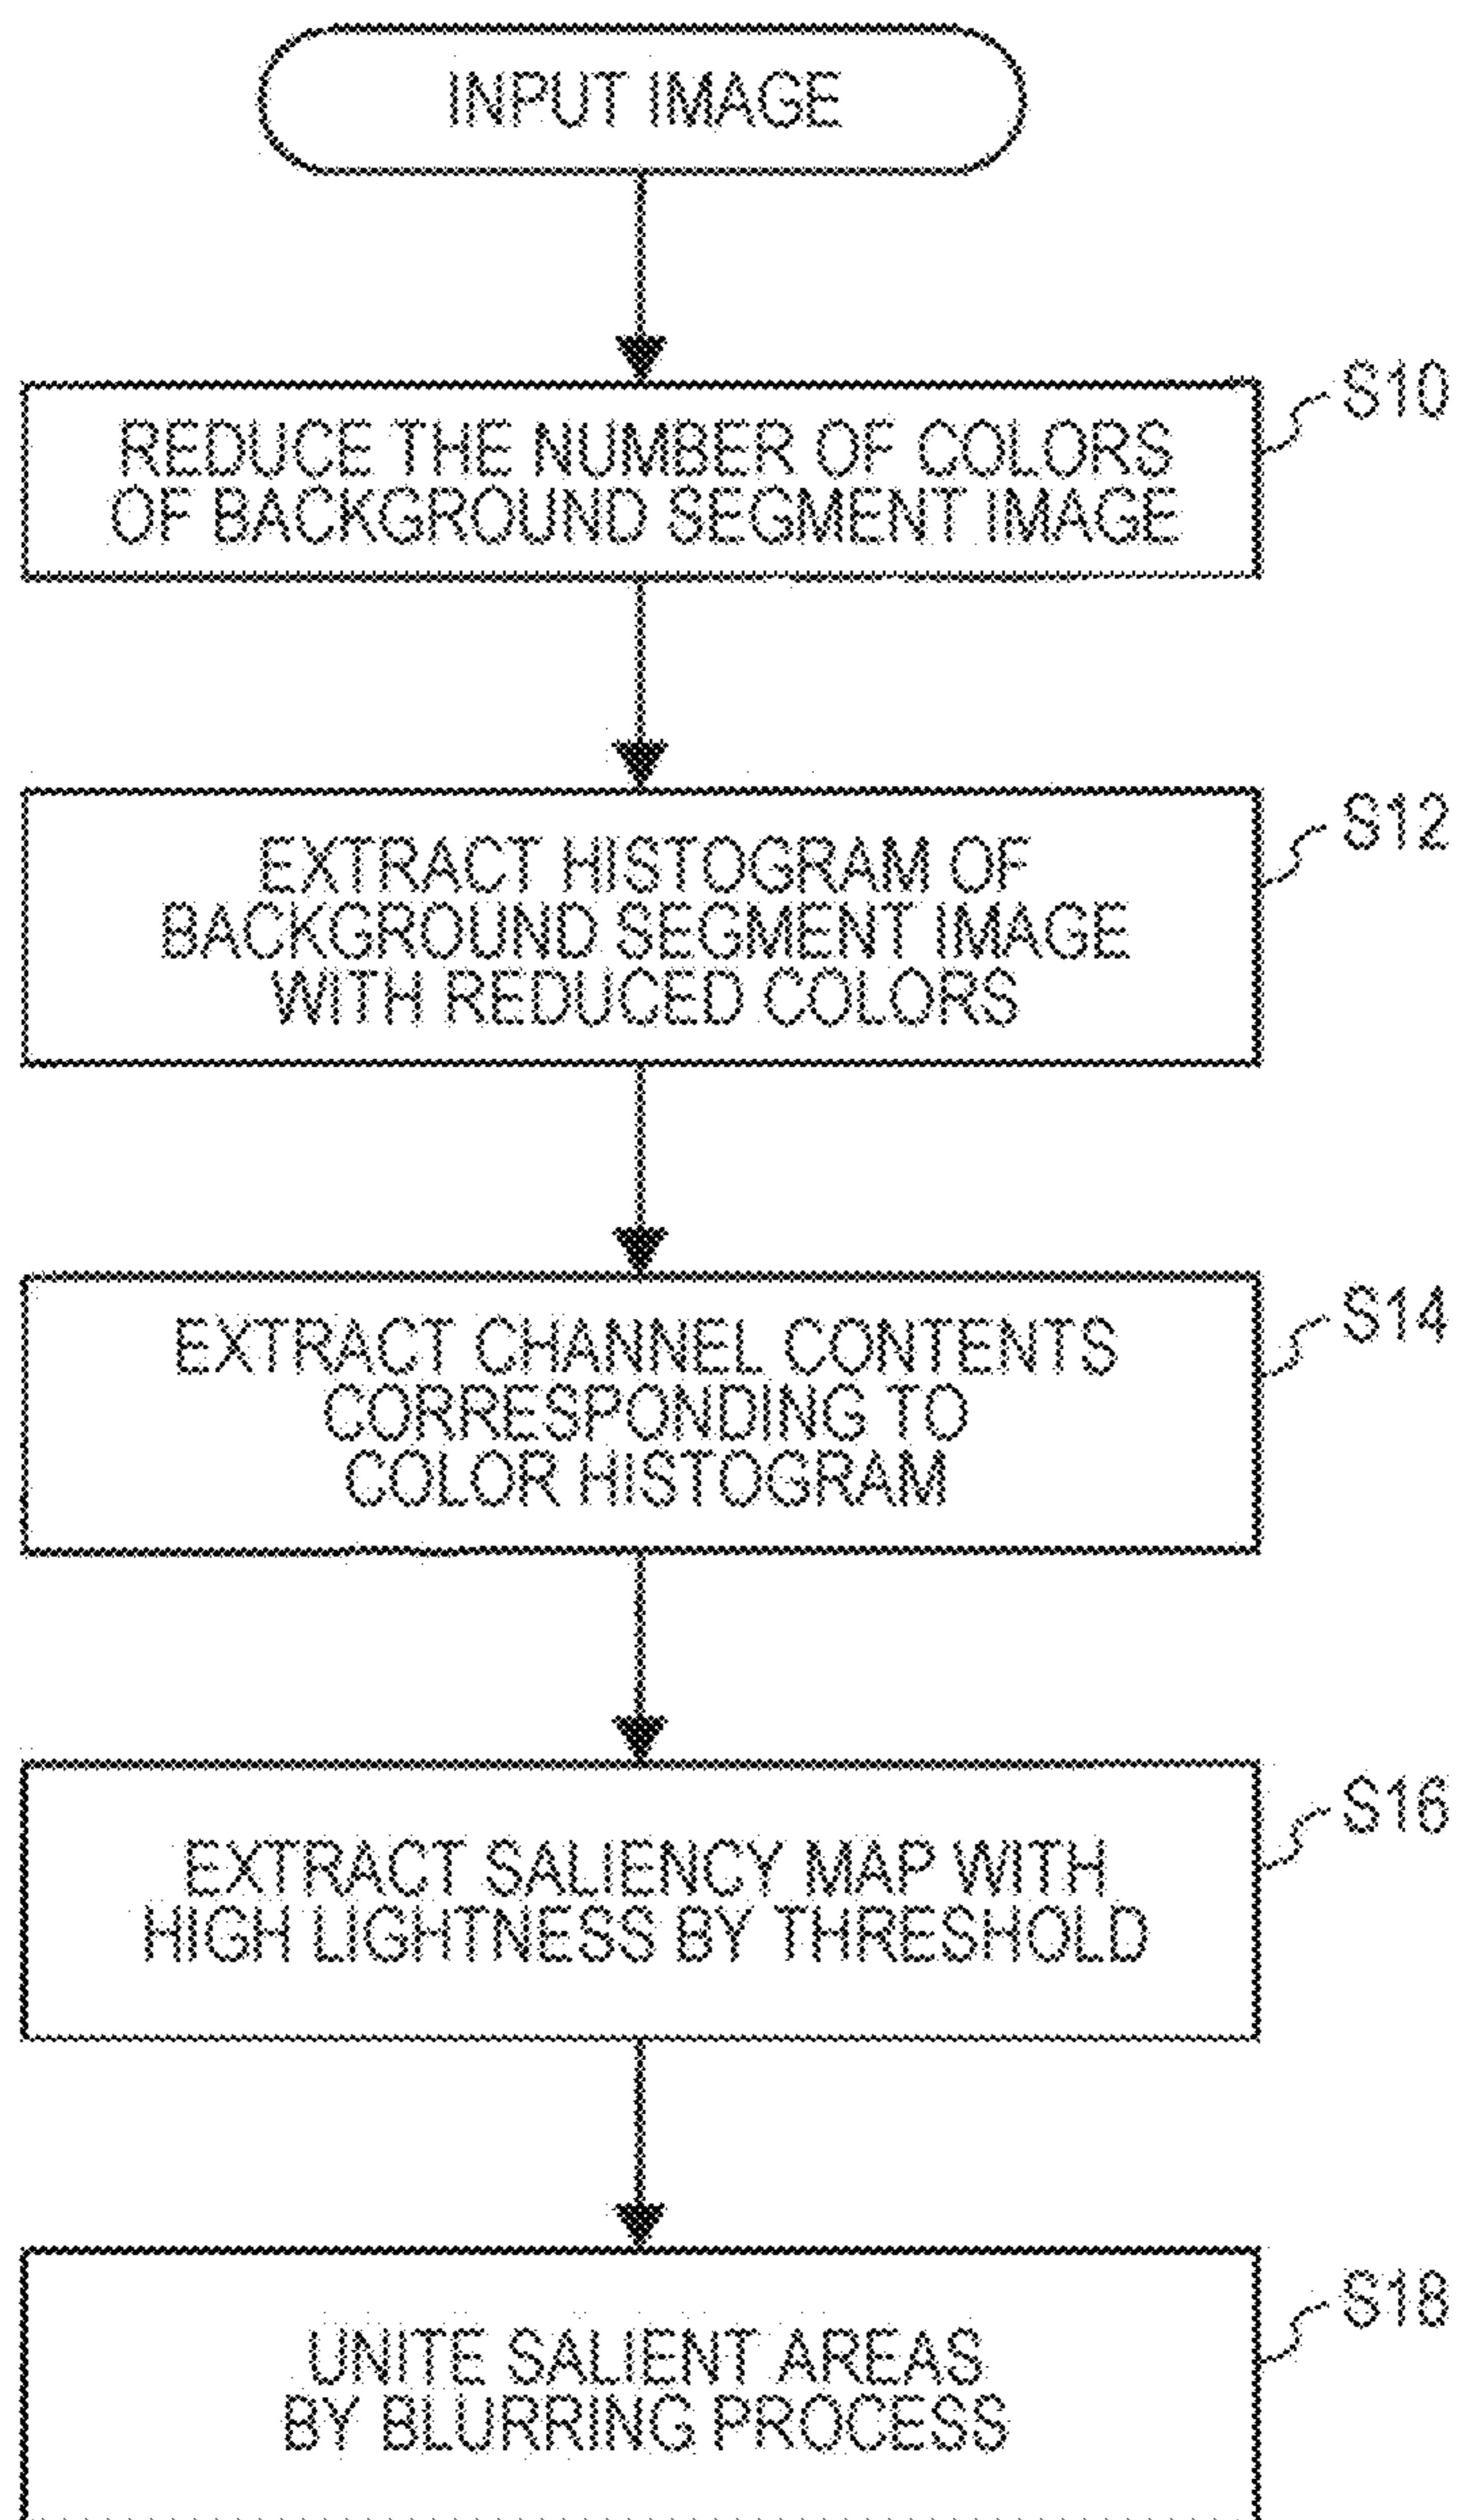 INPUT IMAGE
S10
REDUCE THE NUMBER OF COLORS
OF BACKGROUND SEGMENT IMAGE
S12
EXTRACT HISTOGRAM OF
BACKGROUND SEGMENT IMAGE
WITH REDUCED COLORS
S14
EXTRACT CHANNEL CONTENTS
CORRESPONDING TO
COLOR HISTOGRAM
S16
EXTRACT SALIENCY MAP WITH
HIGH LIGHTNESS BY THRESHOLD
S18
UNITE SALIENT AREAS
BY BLURRING PROCESS